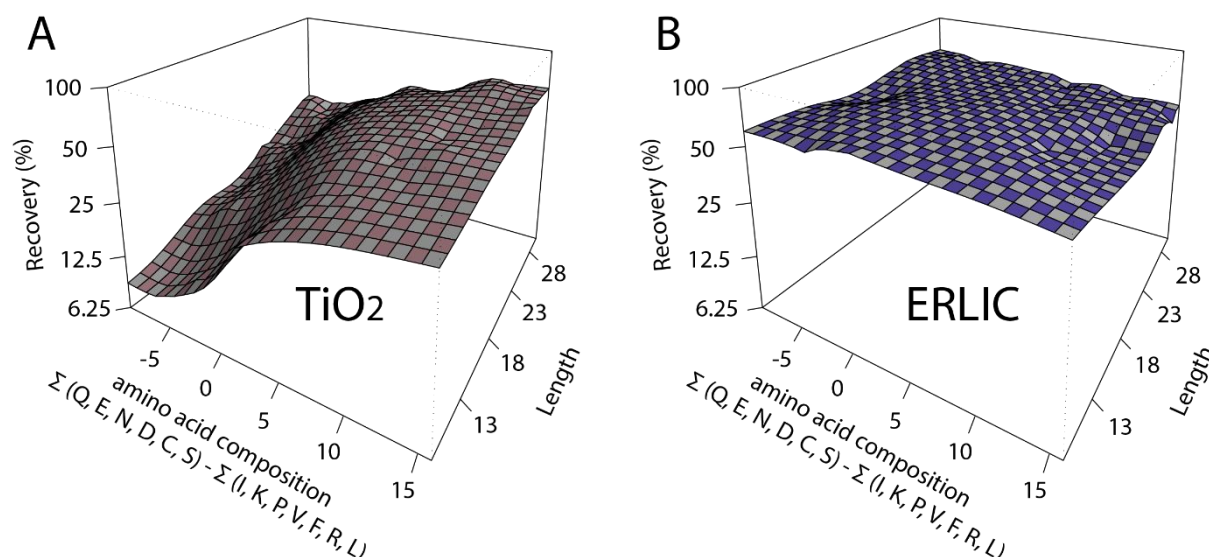 A
100
50
25
12.5
6.25
Recovery (%)
TiO2
-5
0
5
10
15
amino acid composition
Σ (Q, E, N, D, C, S) - Σ (I, K, P, V, F, R, L)
28
23
18
13
Length
B
100
50
25
12.5
6.25
Recovery (%)
ERLIC
-5
0
5
10
15
amino acid composition
Σ (Q, E, N, D, C, S) - Σ (I, K, P, V, F, R, L)
28
23
18
13
Length